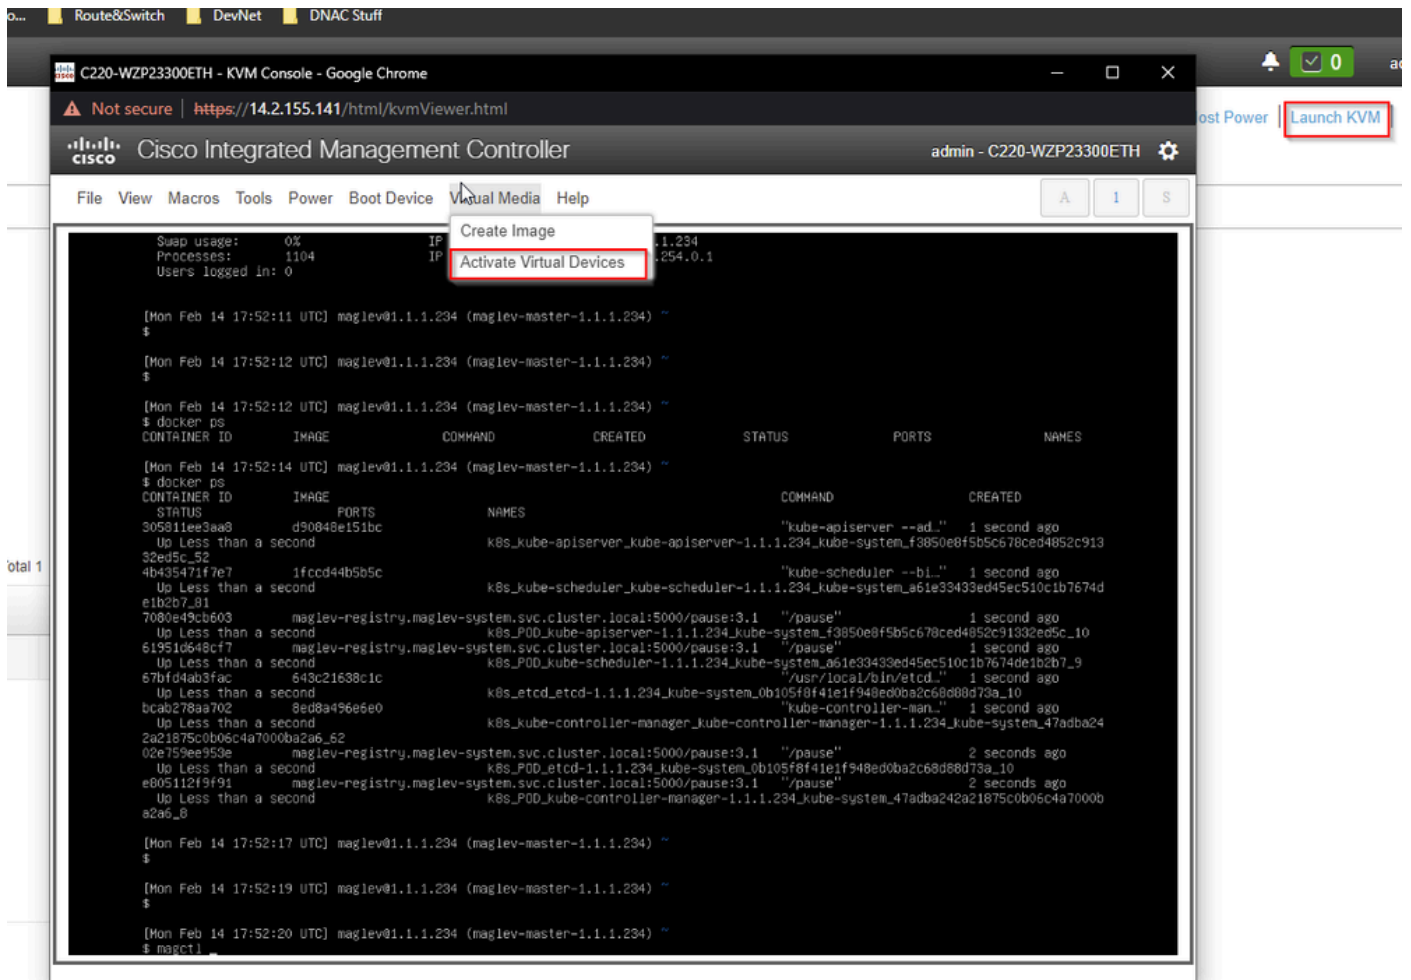 o...
Route&Switch
DevNet
DNAC Stuff
C220-WZP23300ETH - KVM Console - Google Chrome
0
Not secure
https://14.2.155.141/html/kvmViewer.html
ost Power
Launch KVM
CISCO
Cisco Integrated Management Controller
admin - C220-WZP23300ETH
File View Macros Tools Power Boot Device Virtual Media Help
A 1 S
Create Image
Activate Virtual Devices
Swap usage: 0% IP .1.234
Processes: 1104 IP .254.0.1
Users logged in: 0
[Mon Feb 14 17:52:11 UTC] maglev@1.1.1.234 (maglev-master-1.1.1.234) ~
$
[Mon Feb 14 17:52:12 UTC] maglev@1.1.1.234 (maglev-master-1.1.1.234) ~
$
[Mon Feb 14 17:52:12 UTC] maglev@1.1.1.234 (maglev-master-1.1.1.234) ~
$ docker ps
CONTAINER ID IMAGE COMMAND CREATED STATUS PORTS NAMES
[Mon Feb 14 17:52:14 UTC] maglev@1.1.1.234 (maglev-master-1.1.1.234) ~
$ docker ps
CONTAINER ID IMAGE COMMAND CREATED
STATUS PORTS NAMES
305811ee3aa8 d90848e151bc "kube-apiserver --ad…" 1 second ago
Up Less than a second k8s_kube-apiserver_kube-apiserver-1.1.1.234_kube-system_f3850e8f5b5c678ced4852c913
32ed5c_52
4b435471f7e7 1fccd44b5b5c "kube-scheduler --bi…" 1 second ago
Up Less than a second k8s_kube-scheduler_kube-scheduler-1.1.1.234_kube-system_a61e33433ed45ec510c1b7674d
e1b2b7_81
7080e49cb603 maglev-registry.maglev-system.svc.cluster.local:5000/pause:3.1 "/pause" 1 second ago
Up Less than a second k8s_POD_kube-apiserver-1.1.1.234_kube-system_f3850e8f5b5c678ced4852c91332ed5c_10
61951d648cf7 maglev-registry.maglev-system.svc.cluster.local:5000/pause:3.1 "/pause" 1 second ago
Up Less than a second k8s_POD_kube-scheduler-1.1.1.234_kube-system_a61e33433ed45ec510c1b7674de1b2b7_9
67bfd4ab3fac 643c21638c1c "/usr/local/bin/etcd…" 1 second ago
Up Less than a second k8s_etcd_etcd-1.1.1.234_kube-system_0b105f8f41e1f948ed0ba2c68d88d73a_10
bcab278aa702 8ed8a496e6e0 "kube-controller-man…" 1 second ago
Up Less than a second k8s_kube-controller-manager_kube-controller-manager-1.1.1.234_kube-system_47adba24
2a21875c0b06c4a7000ba2a6_62
02e759ee953e maglev-registry.maglev-system.svc.cluster.local:5000/pause:3.1 "/pause" 2 seconds ago
Up Less than a second k8s_POD_etcd-1.1.1.234_kube-system_0b105f8f41e1f948ed0ba2c68d88d73a_10
e805112f9f91 maglev-registry.maglev-system.svc.cluster.local:5000/pause:3.1 "/pause" 2 seconds ago
Up Less than a second k8s_POD_kube-controller-manager-1.1.1.234_kube-system_47adba242a21875c0b06c4a7000b
a2a6_8
[Mon Feb 14 17:52:17 UTC] maglev@1.1.1.234 (maglev-master-1.1.1.234) ~
$
[Mon Feb 14 17:52:19 UTC] maglev@1.1.1.234 (maglev-master-1.1.1.234) ~
$
[Mon Feb 14 17:52:20 UTC] maglev@1.1.1.234 (maglev-master-1.1.1.234) ~
$ magctl _
otal 1